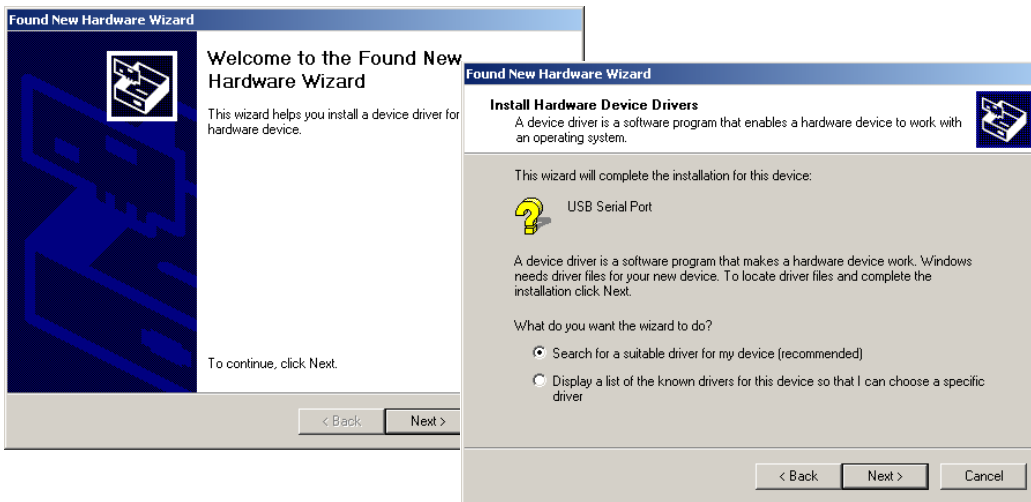 Found New Hardware Wizard
Welcome to the Found New
Hardware Wizard
This wizard helps you install a device driver for
hardware device.
To continue, click Next.
< Back
Next >
Found New Hardware Wizard
Install Hardware Device Drivers
A device driver is a software program that enables a hardware device to work with
an operating system.
This wizard will complete the installation for this device:
USB Serial Port
A device driver is a software program that makes a hardware device work. Windows
needs driver files for your new device. To locate driver files and complete the
installation click Next.
What do you want the wizard to do?
Search for a suitable driver for my device (recommended)
Display a list of the known drivers for this device so that I can choose a specific
driver
< Back
Next >
Cancel